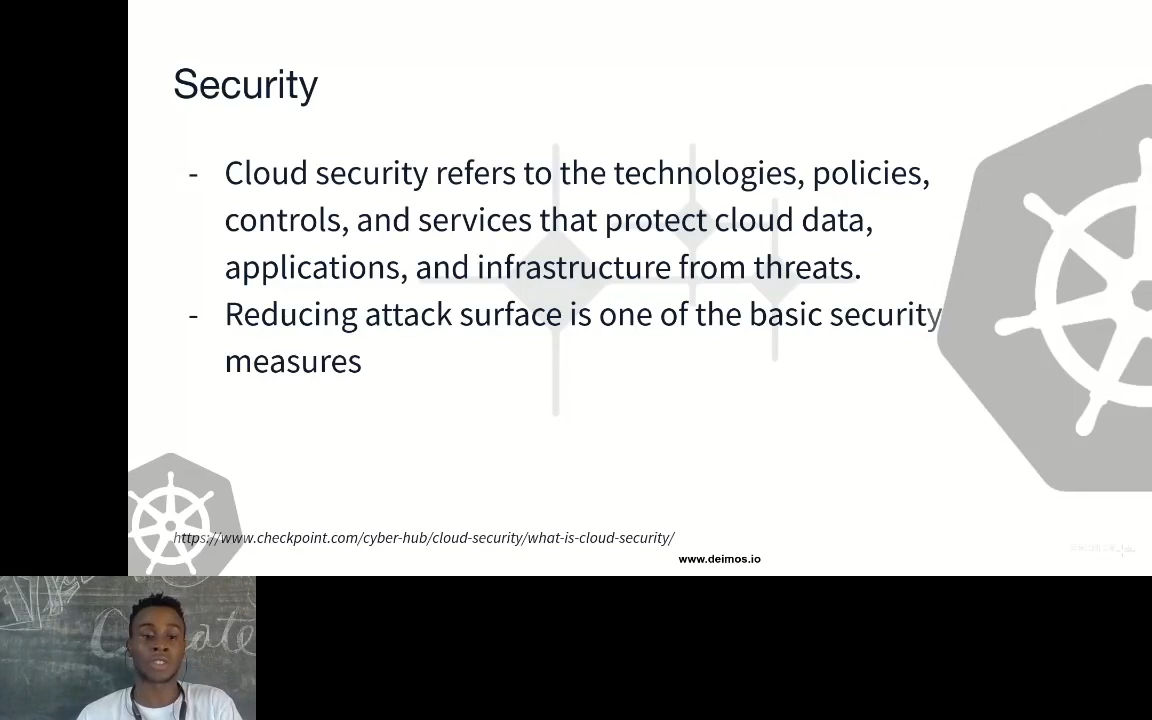 Security
- Cloud security refers to the technologies, policies,
controls, and services that protect cloud data,
applications, and infrastructure from threats.
- Reducing attack surface is one of the basic security
measures
https://www.checkpoint.com/cyber-hub/cloud-security/what-is-cloud-security/
www.deimos.io